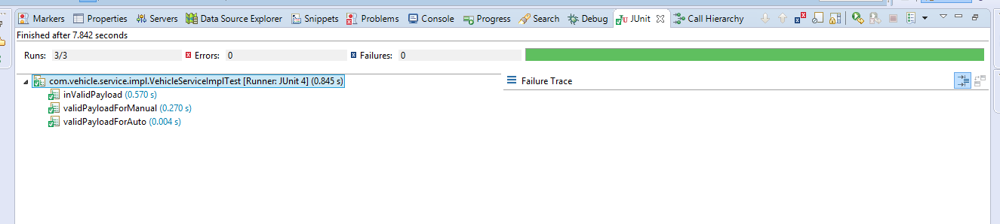 Markers Properties Servers Data Source Explorer Snippets Problems Console Progress Search Debug JUnit Call Hierarchy
Finished after 7.842 seconds
Runs: 3/3 Errors: 0 Failures: 0
com.vehicle.service.impl.VehicleServiceImplTest [Runner: JUnit 4] (0.845 s) Failure Trace
inValidPayload (0.570 s)
validPayloadForManual (0.270 s)
validPayloadForAuto (0.004 s)